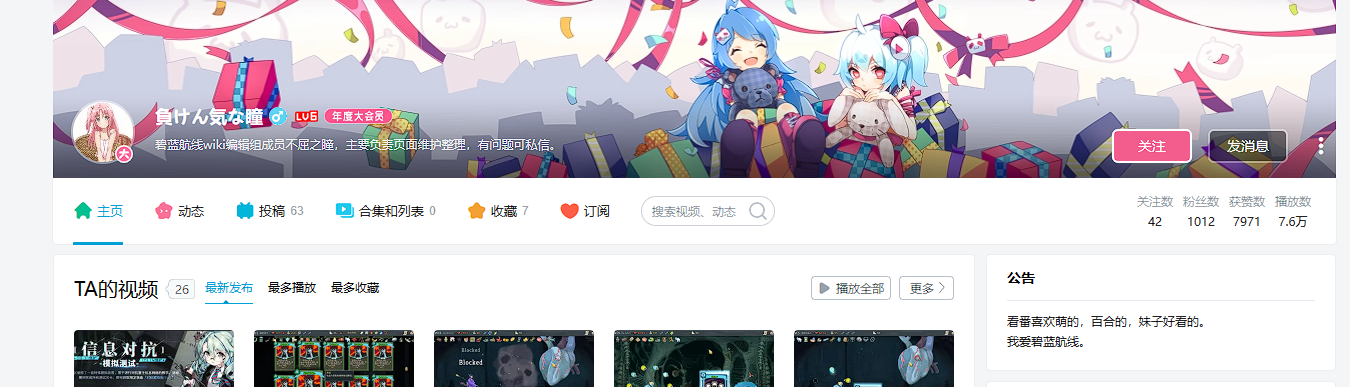 負けん気な瞳 LV6 年度大会员
大
碧蓝航线wiki编辑组成员不屈之瞳，主要负责页面维护整理，有问题可私信。
关注 发消息
主页 动态 投稿 63 合集和列表 0 收藏 7 订阅 搜索视频、动态
关注数 粉丝数 获赞数 播放数
42 1012 7971 7.6万
TA的视频 26 最新发布 最多播放 最多收藏 播放全部 更多
公告
看番喜欢萌的，百合的，妹子好看的。
我爱碧蓝航线。
信息对抗
-模拟测试-
Blocked
Blocked